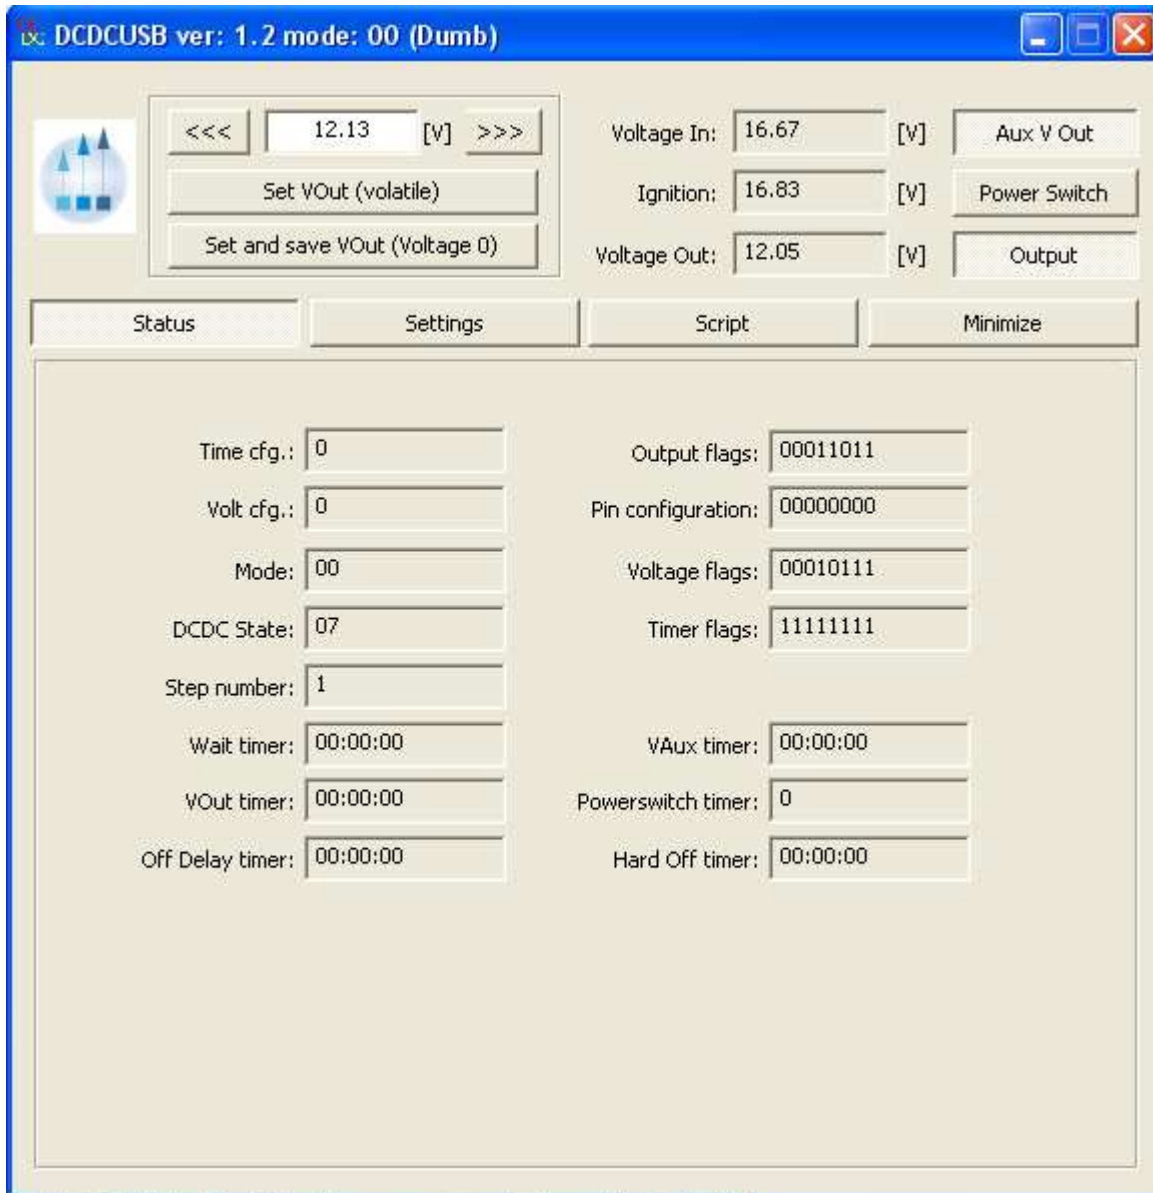 DCDCUSB ver: 1.2 mode: 00 (Dumb)
<<< 12.13 [V] >>>
Set VOut (volatile)
Set and save VOut (Voltage 0)
Voltage In: 16.67 [V] Aux V Out
Ignition: 16.83 [V] Power Switch
Voltage Out: 12.05 [V] Output
Status Settings Script Minimize
Time cfg.: 0 Output flags: 00011011
Volt cfg.: 0 Pin configuration: 00000000
Mode: 00 Voltage flags: 00010111
DCDC State: 07 Timer flags: 11111111
Step number: 1
Wait timer: 00:00:00 VAux timer: 00:00:00
VOut timer: 00:00:00 Powerswitch timer: 0
Off Delay timer: 00:00:00 Hard Off timer: 00:00:00